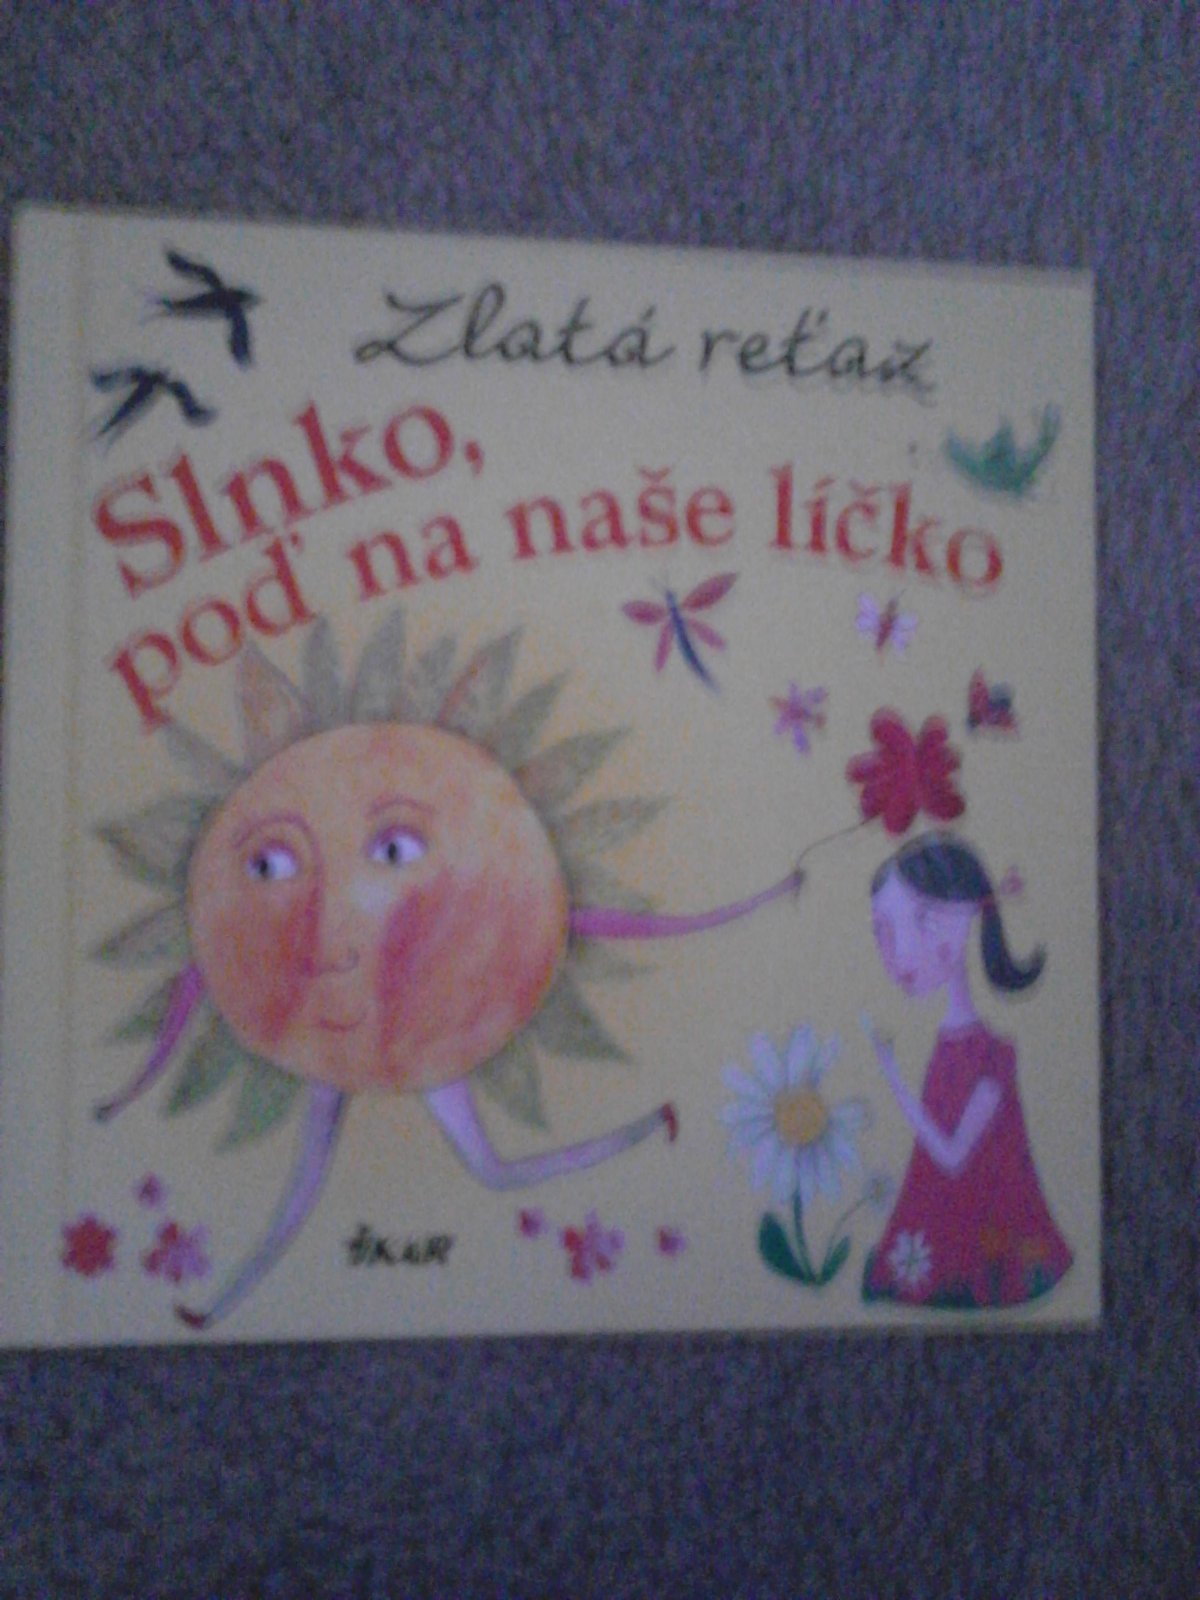 Zlatá reťaz
Slnko,
poď na naše líčko
ikar